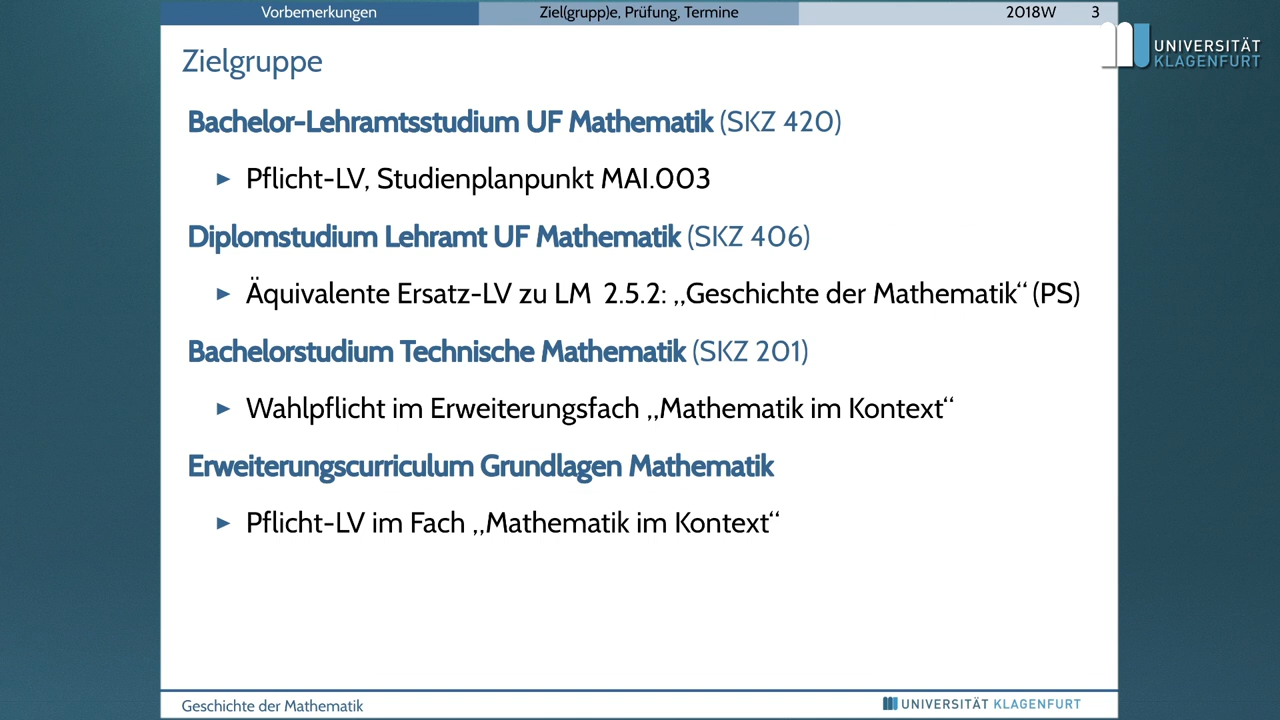 Vorbemerkungen Ziel(grupp)e, Prüfung, Termine 2018W 3
UNIVERSITÄT
KLAGENFURT
Zielgruppe
Bachelor-Lehramtsstudium UF Mathematik (SKZ 420)
► Pflicht-LV, Studienplanpunkt MAI.003
Diplomstudium Lehramt UF Mathematik (SKZ 406)
► Äquivalente Ersatz-LV zu LM 2.5.2: „Geschichte der Mathematik“ (PS)
Bachelorstudium Technische Mathematik (SKZ 201)
► Wahlpflicht im Erweiterungsfach „Mathematik im Kontext“
Erweiterungscurriculum Grundlagen Mathematik
► Pflicht-LV im Fach „Mathematik im Kontext“
Geschichte der Mathematik UNIVERSITÄT KLAGENFURT